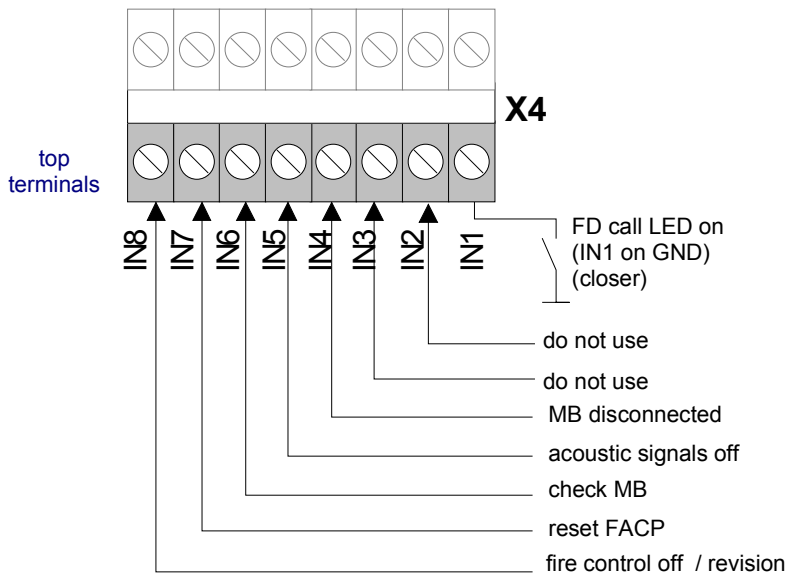 X4
top
terminals
IN8
IN7
IN6
IN5
IN4
IN3
IN2
IN1
FD call LED on
(IN1 on GND)
(closer)
do not use
do not use
MB disconnected
acoustic signals off
check MB
reset FACP
fire control off / revision